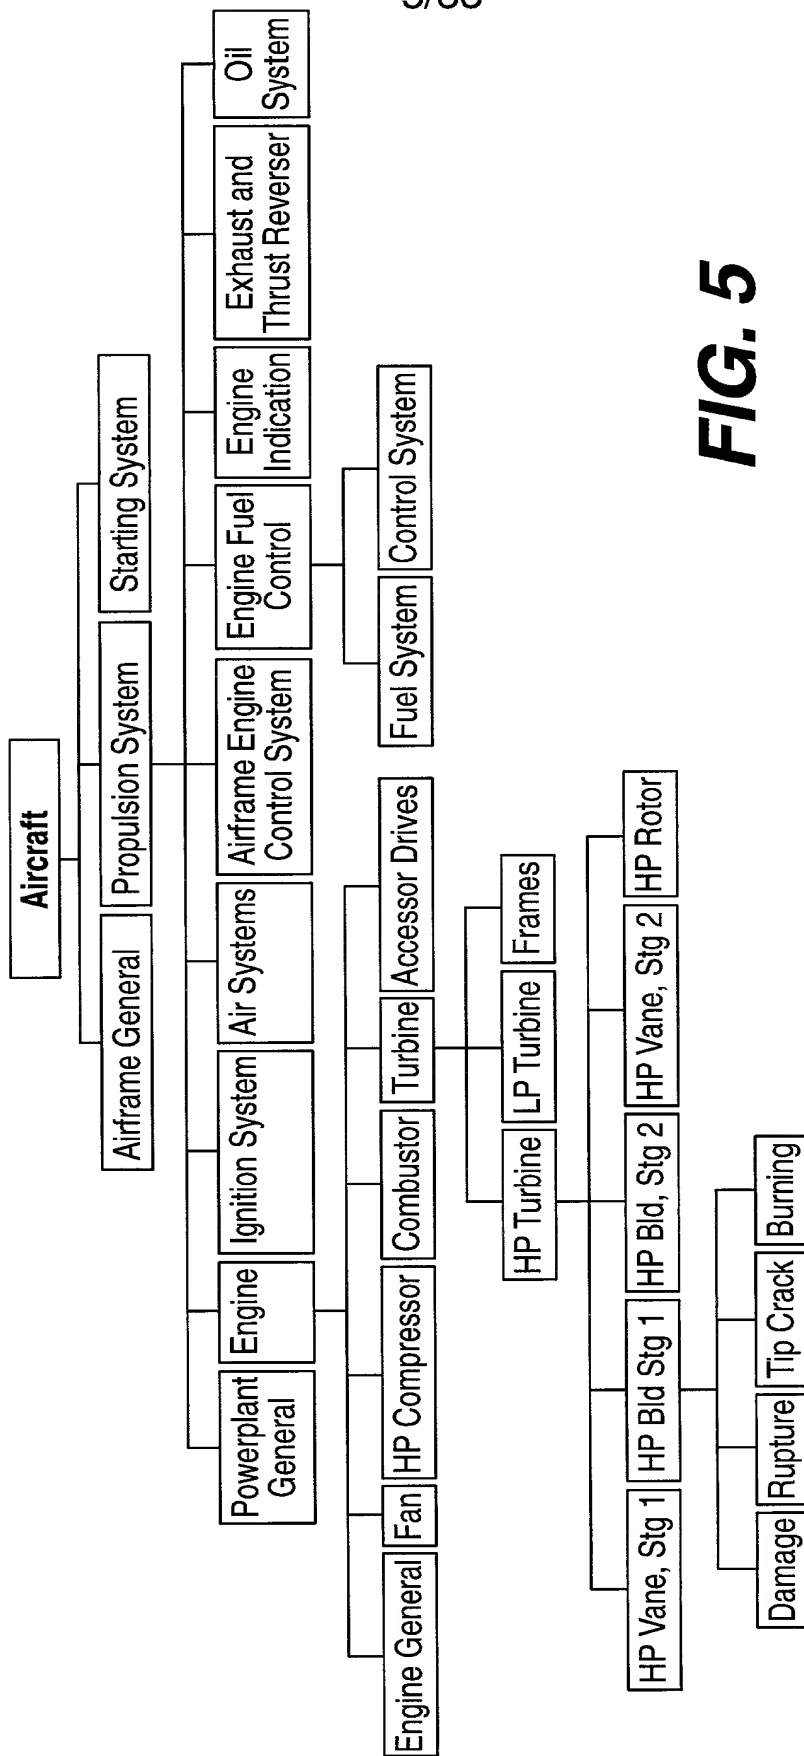 Aircraft
Airframe General
Propulsion System
Starting System
Powerplant
General
Engine
Ignition System
Air Systems
Airframe Engine
Control System
Engine Fuel
Control
Engine
Indication
Exhaust and
Thrust Reverser
Oil
System
Engine General
Fan
HP Compressor
Combustor
Turbine
Accessor Drives
Fuel System
Control System
HP Turbine
LP Turbine
Frames
HP Vane, Stg 1
HP Bld Stg 1
HP Bld, Stg 2
HP Vane, Stg 2
HP Rotor
Damage
Rupture
Tip Crack
Burning
FIG. 5